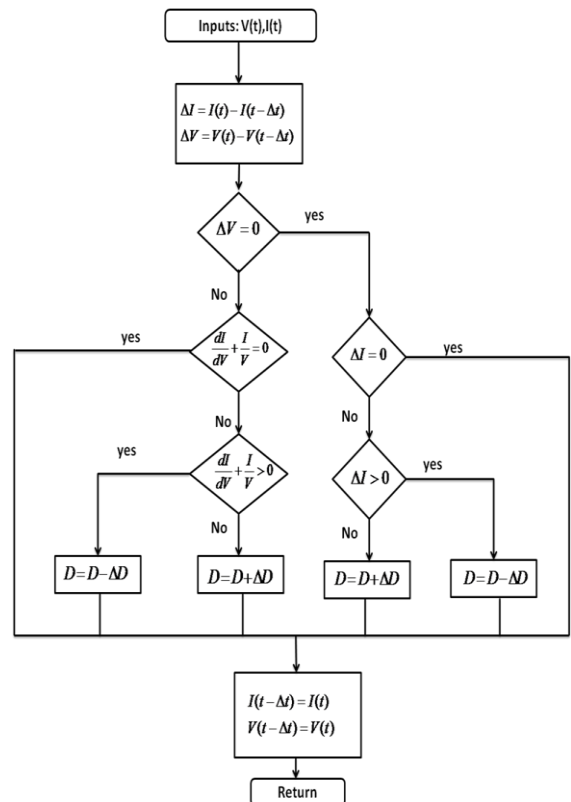 Inputs: V(t),I(t)
ΔI = I(t) − I(t−Δt)
ΔV = V(t) − V(t−Δt)
yes
ΔV = 0
No
yes
dI/dV + I/V = 0
ΔI = 0
yes
No
No
yes
dI/dV + I/V > 0
ΔI > 0
yes
No
No
D = D − ΔD
D = D + ΔD
D = D + ΔD
D = D − ΔD
I(t−Δt) = I(t)
V(t−Δt) = V(t)
Return